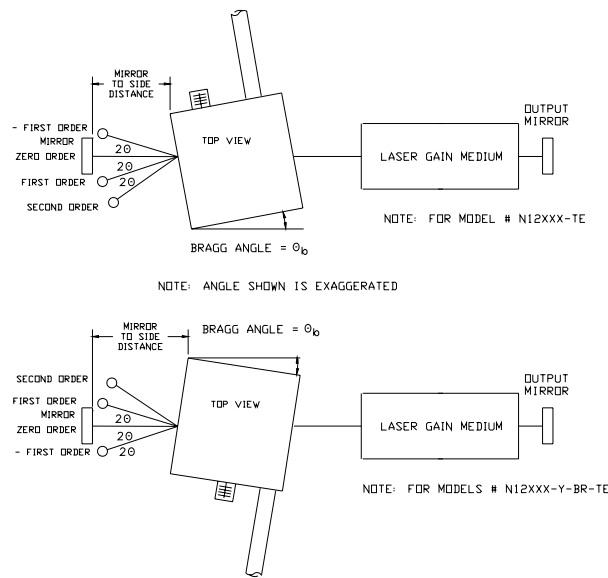 MIRROR
TO SIDE
DISTANCE
- FIRST ORDER
MIRROR
ZERO ORDER
FIRST ORDER
SECOND ORDER
2Θ
2Θ
2Θ
TOP VIEW
BRAGG ANGLE = Θb
LASER GAIN MEDIUM
OUTPUT
MIRROR
NOTE: FOR MODEL # N12XXX-TE
NOTE: ANGLE SHOWN IS EXAGGERATED
MIRROR
TO SIDE
DISTANCE
BRAGG ANGLE = Θb
SECOND ORDER
FIRST ORDER
MIRROR
ZERO ORDER
- FIRST ORDER
2Θ
2Θ
2Θ
TOP VIEW
LASER GAIN MEDIUM
OUTPUT
MIRROR
NOTE: FOR MODELS # N12XXX-Y-BR-TE